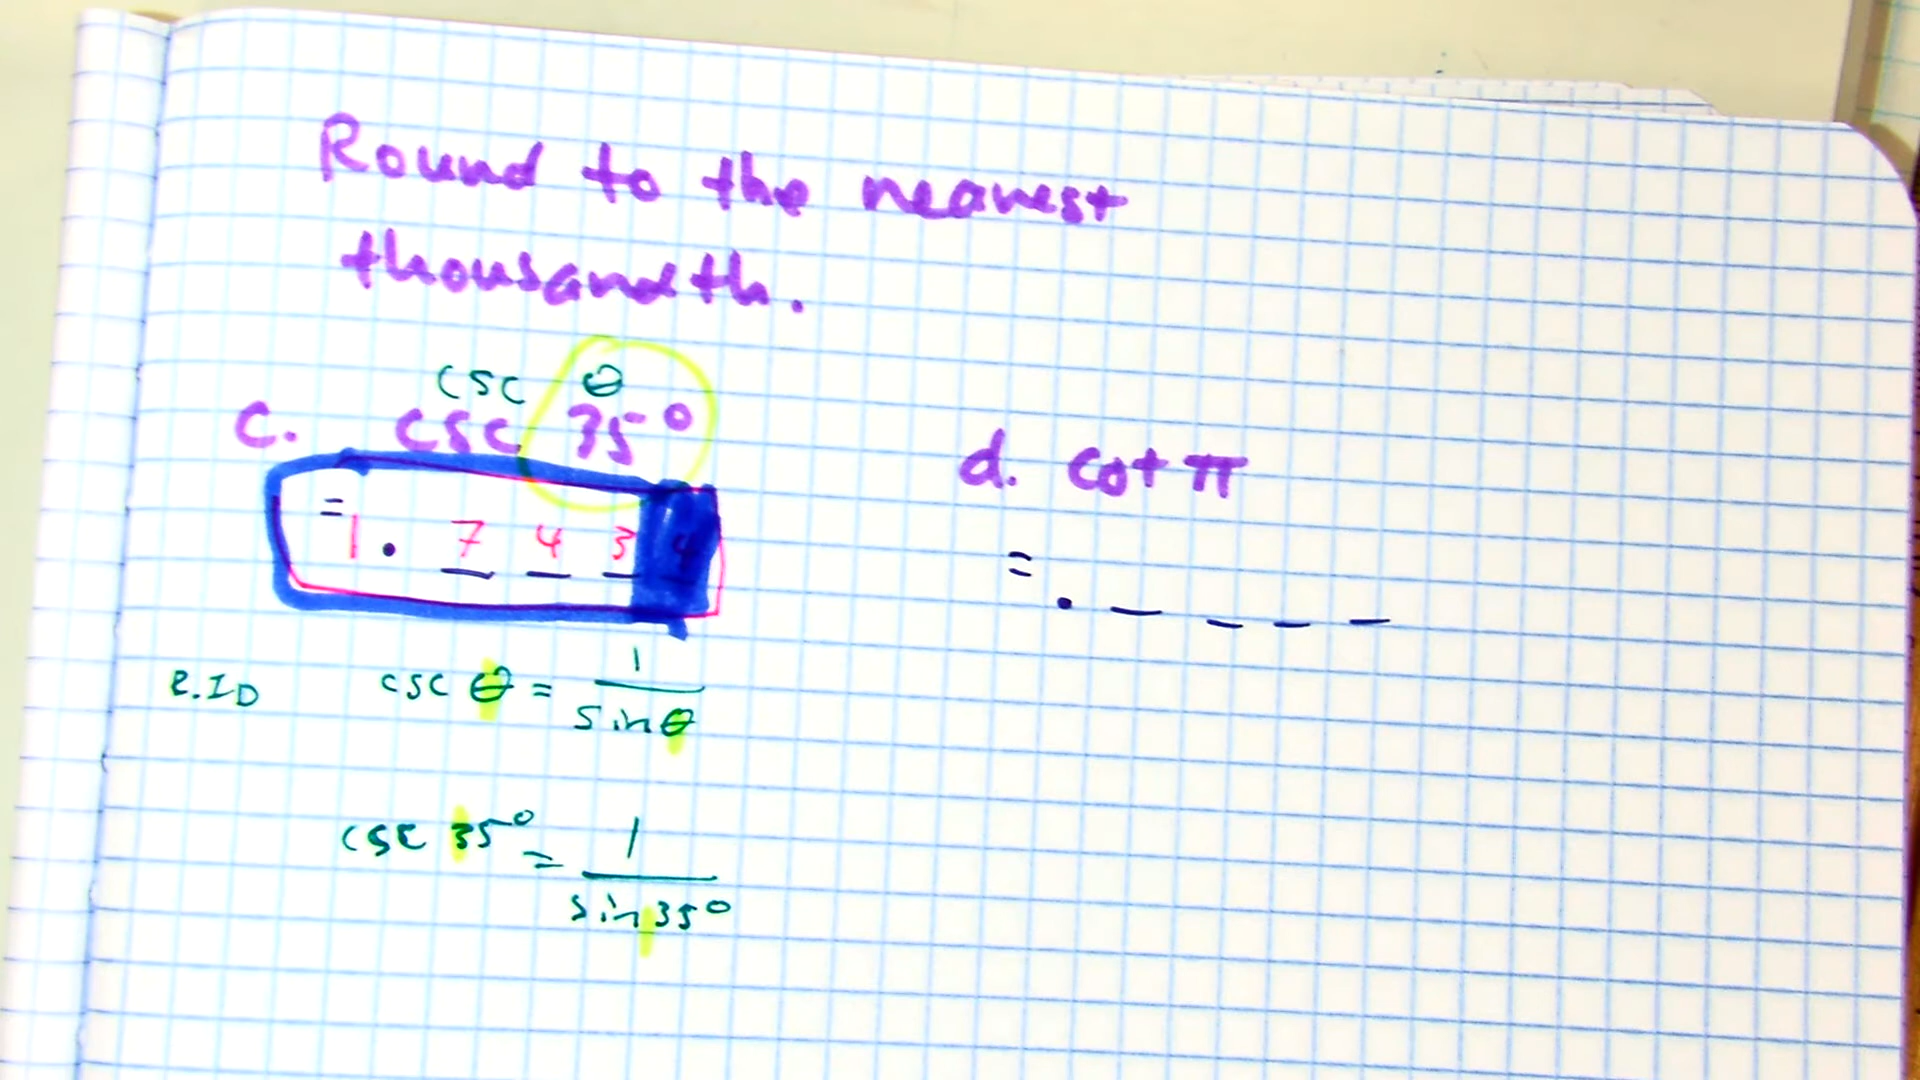 Round to the nearest
thousandth.
csc θ
c. csc 35°
= 1. 7 4 3 4
R.ID csc θ = 1/sin θ
csc 35° = 1/sin 35°
d. cot π
= . _ _ _ _